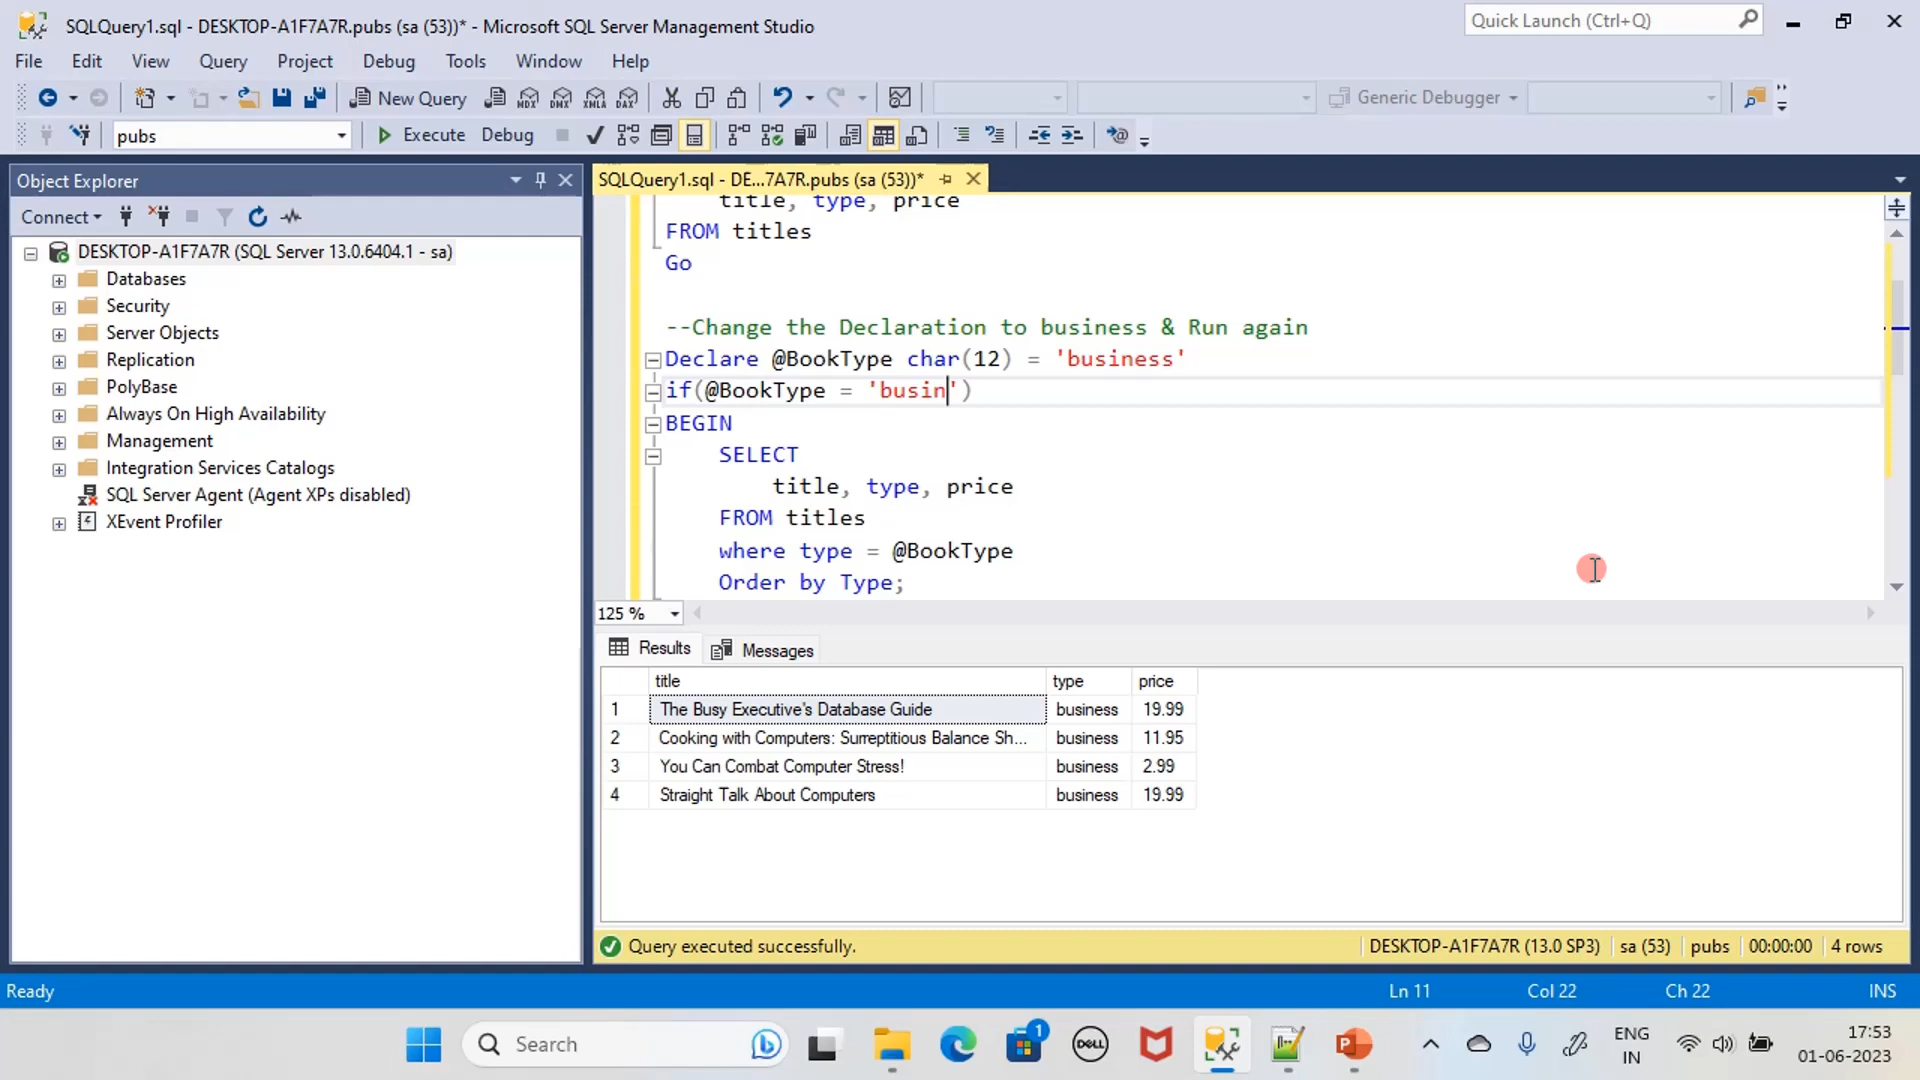 SQLQuery1.sql - DESKTOP-A1F7A7R.pubs (sa (53))* - Microsoft SQL Server Management Studio
Quick Launch (Ctrl+Q)
File Edit View Query Project Debug Tools Window Help
New Query MDX DMX XMLA DAX Generic Debugger
pubs Execute Debug
Object Explorer
Connect
DESKTOP-A1F7A7R (SQL Server 13.0.6404.1 - sa)
Databases
Security
Server Objects
Replication
PolyBase
Always On High Availability
Management
Integration Services Catalogs
SQL Server Agent (Agent XPs disabled)
XEvent Profiler
SQLQuery1.sql - DE...7A7R.pubs (sa (53))*
title, type, price
FROM titles
Go
--Change the Declaration to business & Run again
Declare @BookType char(12) = 'business'
if(@BookType = 'busin')
BEGIN
SELECT
title, type, price
FROM titles
where type = @BookType
Order by Type;
125 %
Results Messages
title type price
1 The Busy Executive's Database Guide business 19.99
2 Cooking with Computers: Surreptitious Balance Sh... business 11.95
3 You Can Combat Computer Stress! business 2.99
4 Straight Talk About Computers business 19.99
Query executed successfully. DESKTOP-A1F7A7R (13.0 SP3) sa (53) pubs 00:00:00 4 rows
Ready Ln 11 Col 22 Ch 22 INS
Search 1 DELL ENG 17:53
IN 01-06-2023